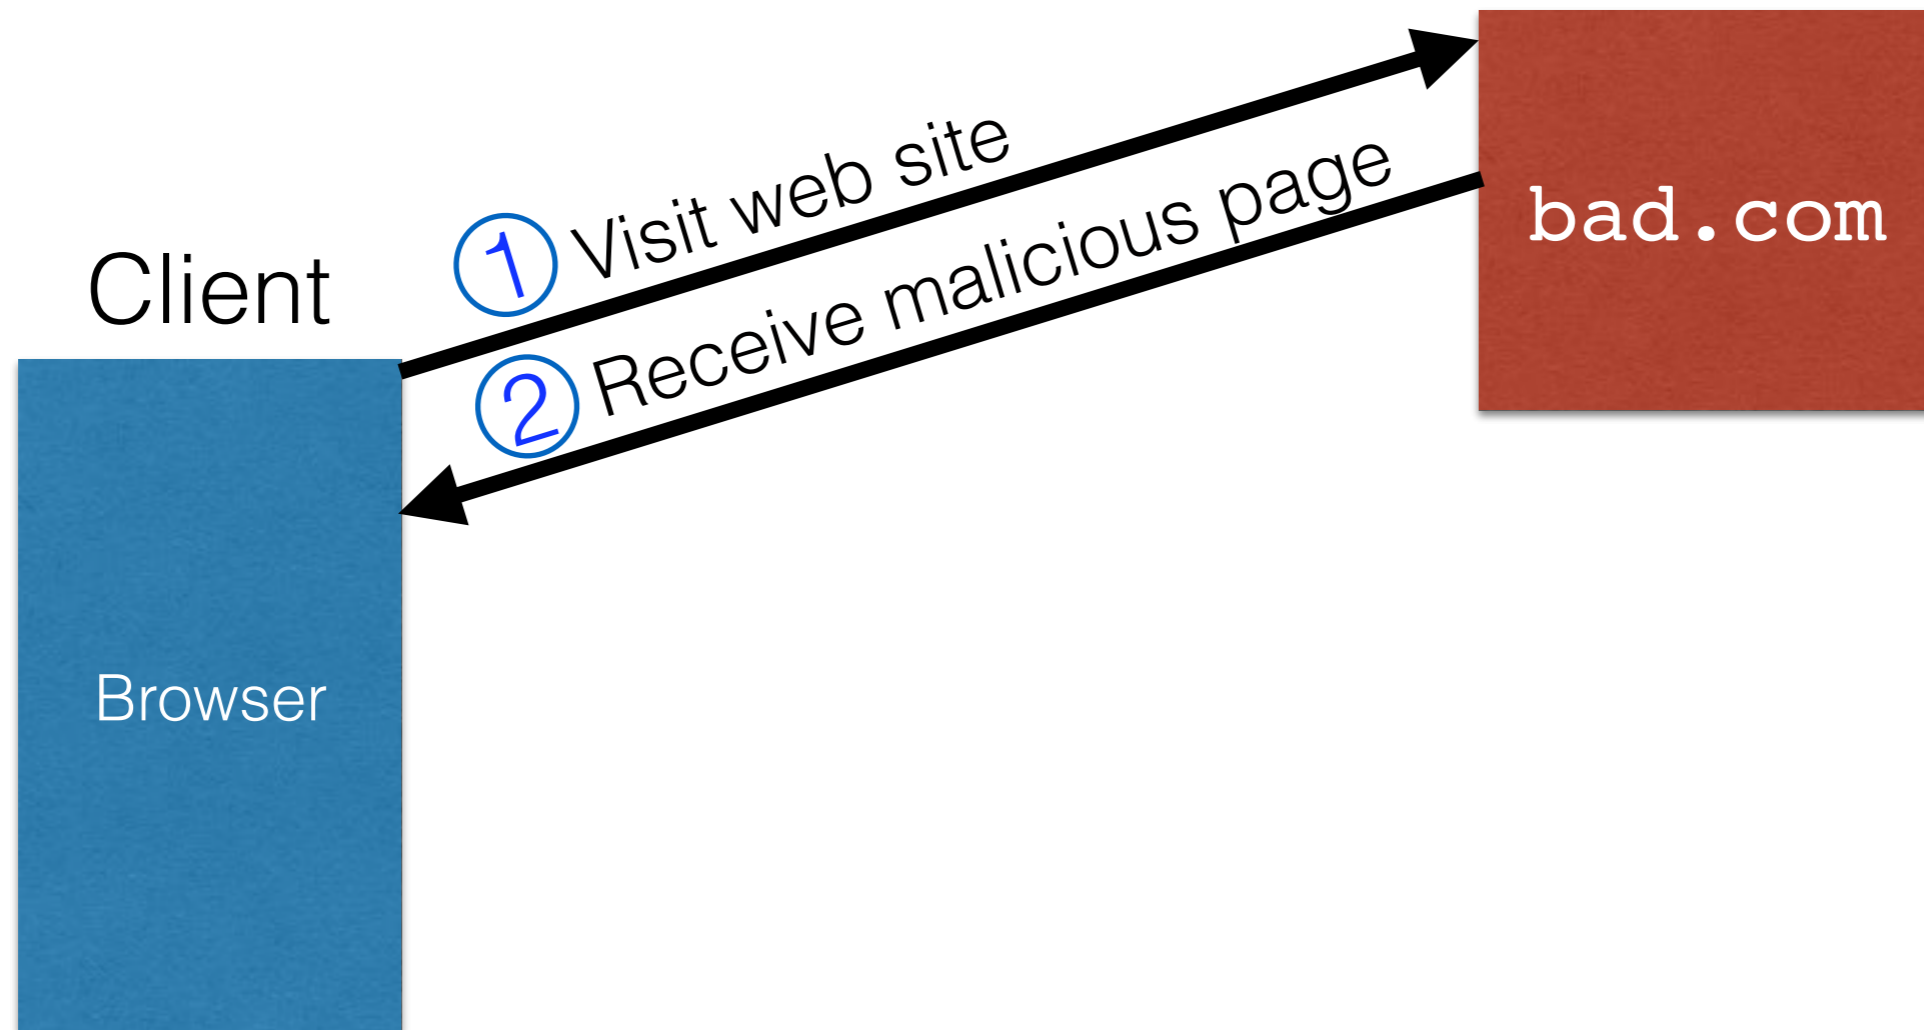 Client
Browser
1 Visit web site
2 Receive malicious page
bad.com